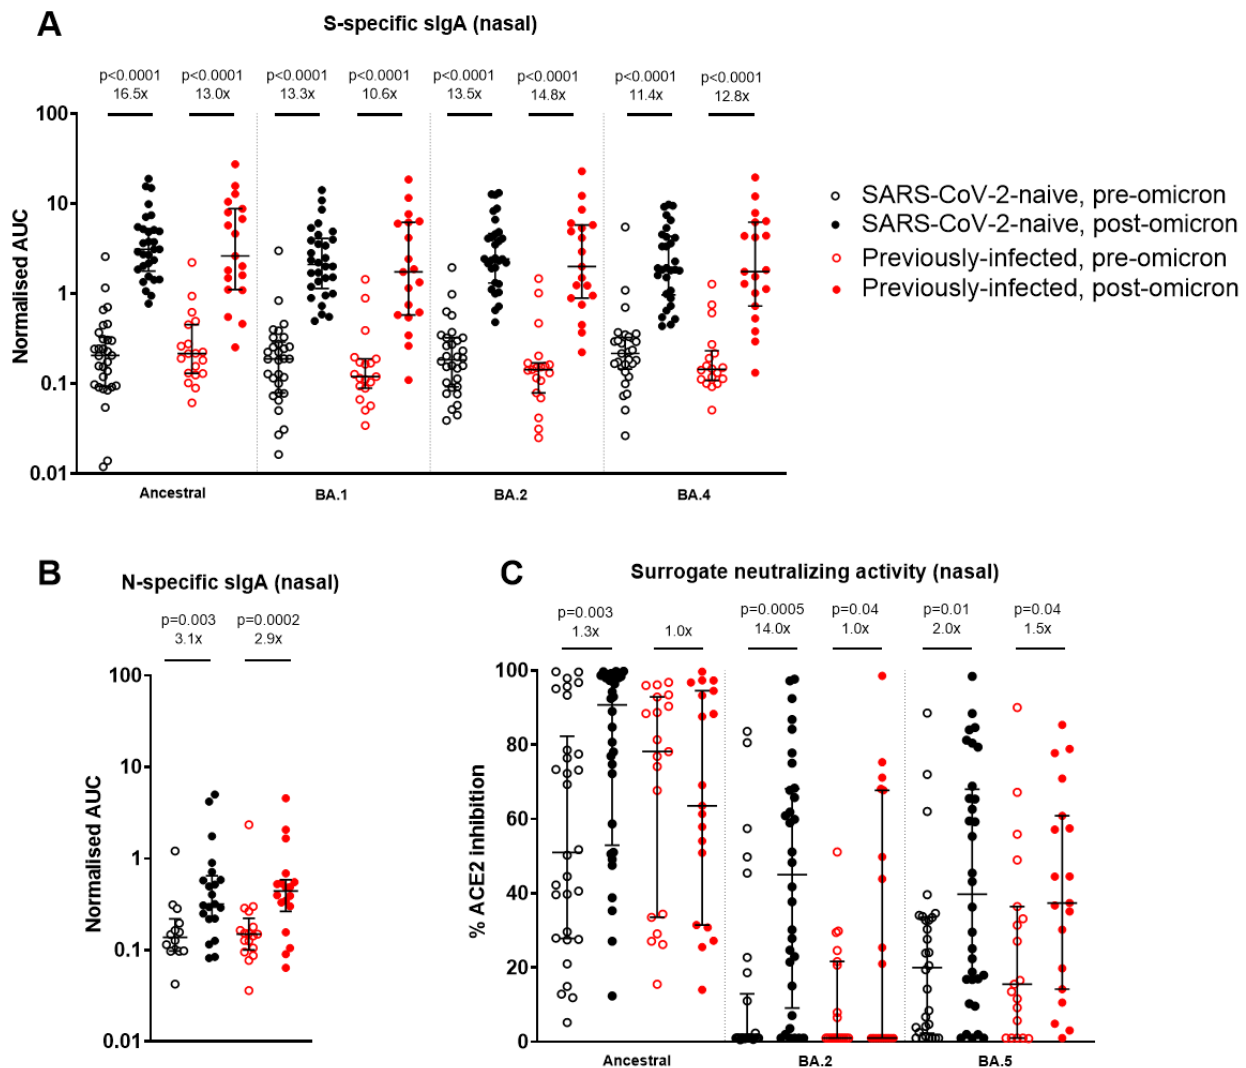 A
S-specific sIgA (nasal)
p<0.0001 p<0.0001 p<0.0001 p<0.0001 p<0.0001 p<0.0001 p<0.0001 p<0.0001
16.5x 13.0x 13.3x 10.6x 13.5x 14.8x 11.4x 12.8x
Normalised AUC
100
10
1
0.1
0.01
Ancestral BA.1 BA.2 BA.4
SARS-CoV-2-naive, pre-omicron
SARS-CoV-2-naive, post-omicron
Previously-infected, pre-omicron
Previously-infected, post-omicron
B
N-specific sIgA (nasal)
p=0.003 p=0.0002
3.1x 2.9x
Normalised AUC
100
10
1
0.1
0.01
C
Surrogate neutralizing activity (nasal)
p=0.003 p=0.0005 p=0.04 p=0.01 p=0.04
1.3x 1.0x 14.0x 1.0x 2.0x 1.5x
% ACE2 inhibition
100
80
60
40
20
0
Ancestral BA.2 BA.5